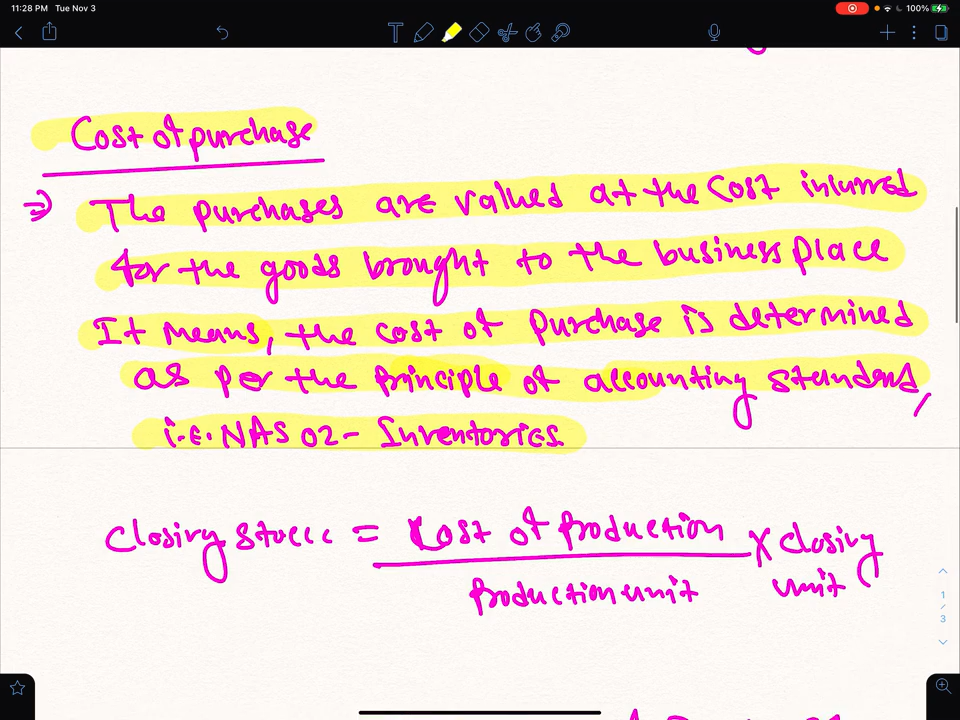 11:28 PM Tue Nov 3
100%
Cost of purchase
⇒ The purchases are valued at the cost incurred
for the goods brought to the business place
It means, the cost of purchase is determined
as per the principle of accounting standard,
i.e. NAS 02 - Inventories
Closing stock = Cost of production / Production unit X closing unit
1
/
3